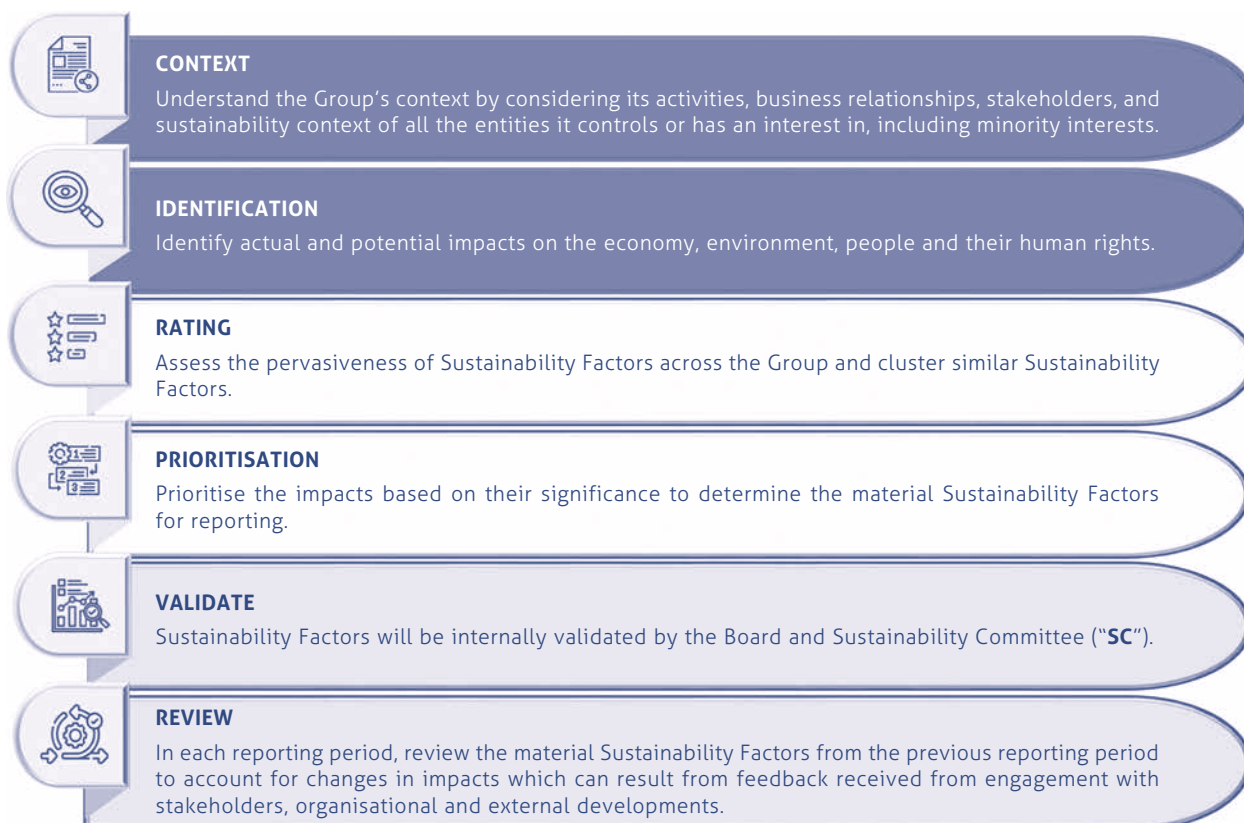 CONTEXT
Understand the Group's context by considering its activities, business relationships, stakeholders, and
sustainability context of all the entities it controls or has an interest in, including minority interests.
IDENTIFICATION
Identify actual and potential impacts on the economy, environment, people and their human rights.
RATING
Assess the pervasiveness of Sustainability Factors across the Group and cluster similar Sustainability
Factors.
1
2
3
PRIORITISATION
Prioritise the impacts based on their significance to determine the material Sustainability Factors
for reporting.
VALIDATE
Sustainability Factors will be internally validated by the Board and Sustainability Committee (“SC”).
REVIEW
In each reporting period, review the material Sustainability Factors from the previous reporting period
to account for changes in impacts which can result from feedback received from engagement with
stakeholders, organisational and external developments.